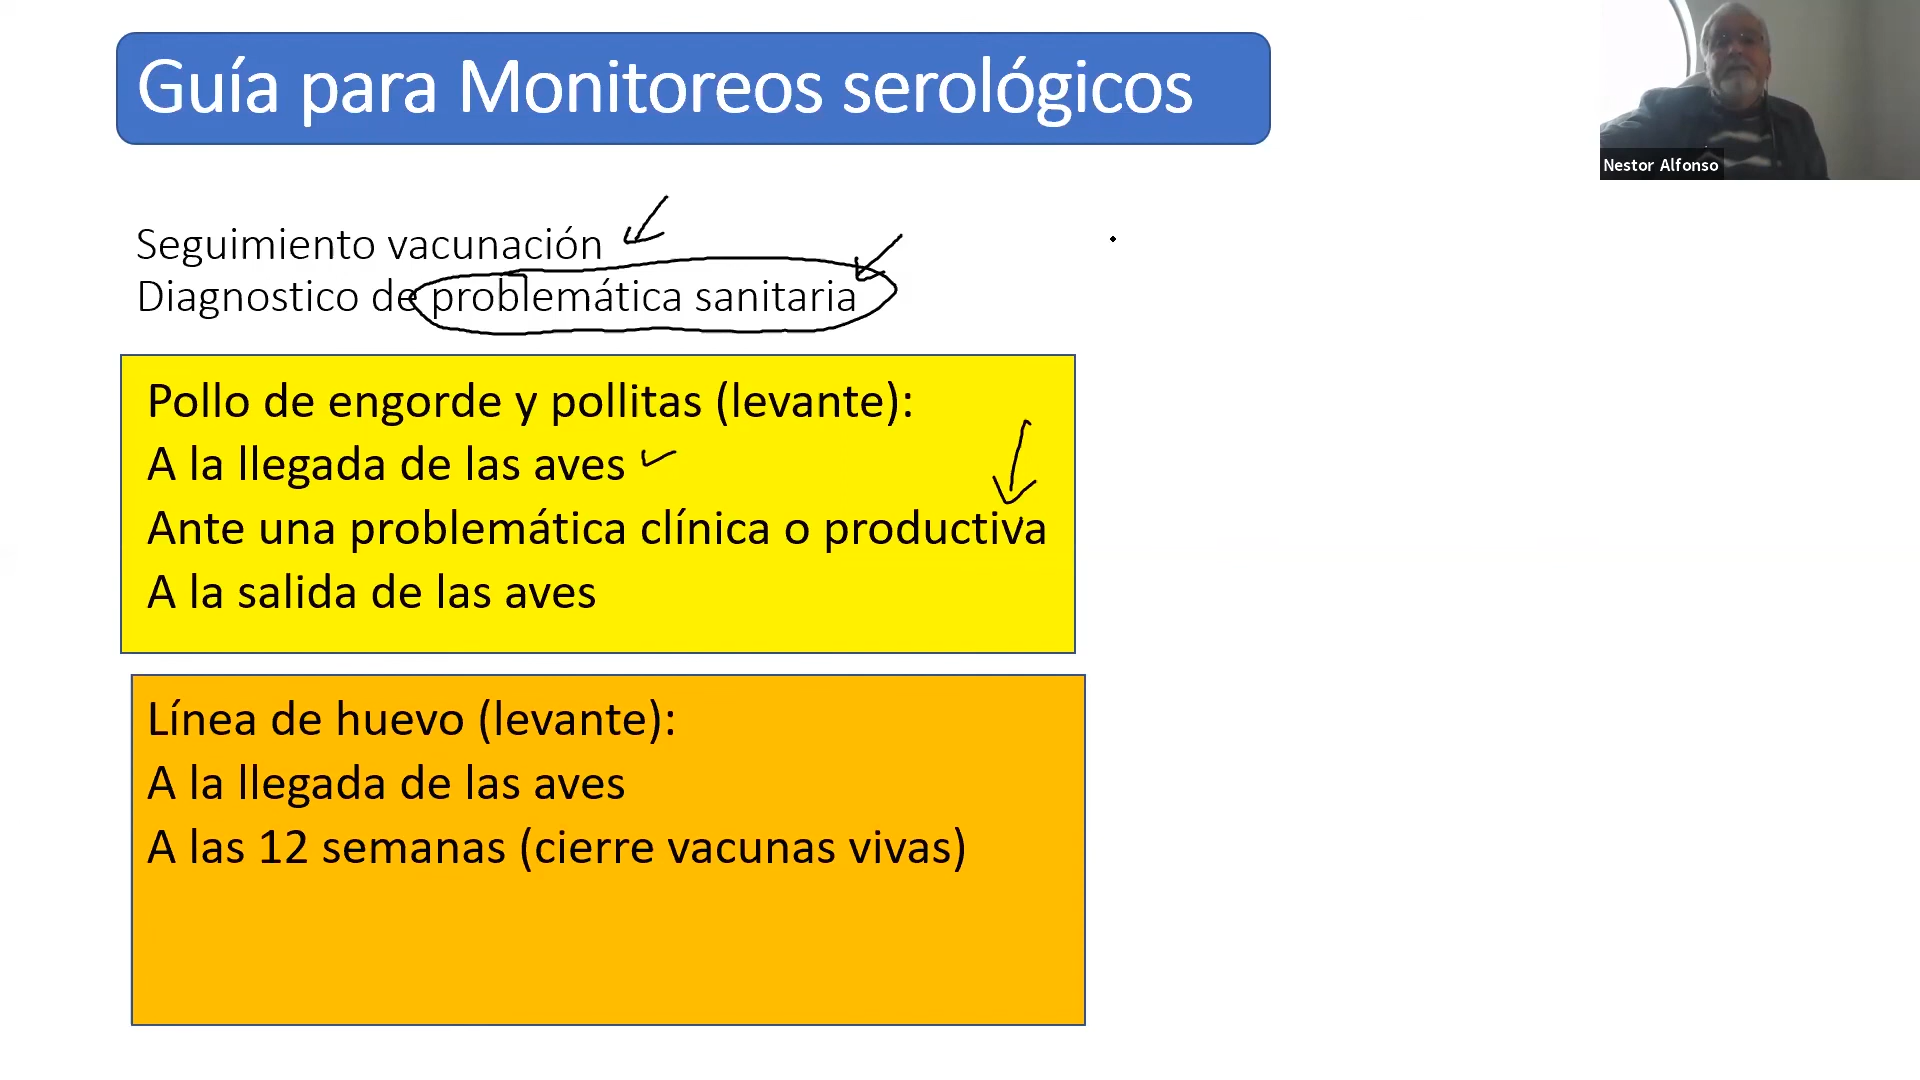 Guía para Monitoreos serológicos
Nestor Alfonso
Seguimiento vacunación
Diagnostico de problemática sanitaria
Pollo de engorde y pollitas (levante):
A la llegada de las aves
Ante una problemática clínica o productiva
A la salida de las aves
Línea de huevo (levante):
A la llegada de las aves
A las 12 semanas (cierre vacunas vivas)